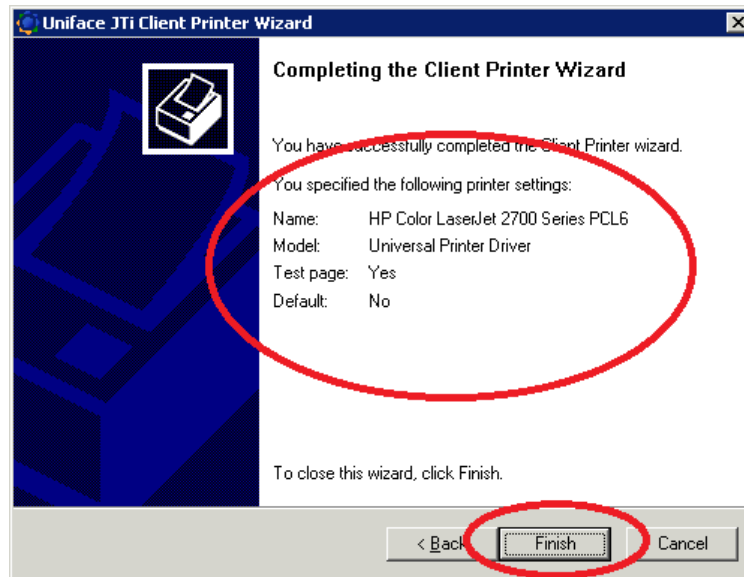 Uniface JTi Client Printer Wizard
Completing the Client Printer Wizard
You have successfully completed the Client Printer wizard.
You specified the following printer settings:
Name: HP Color LaserJet 2700 Series PCL6
Model: Universal Printer Driver
Test page: Yes
Default: No
To close this wizard, click Finish.
< Back Finish Cancel